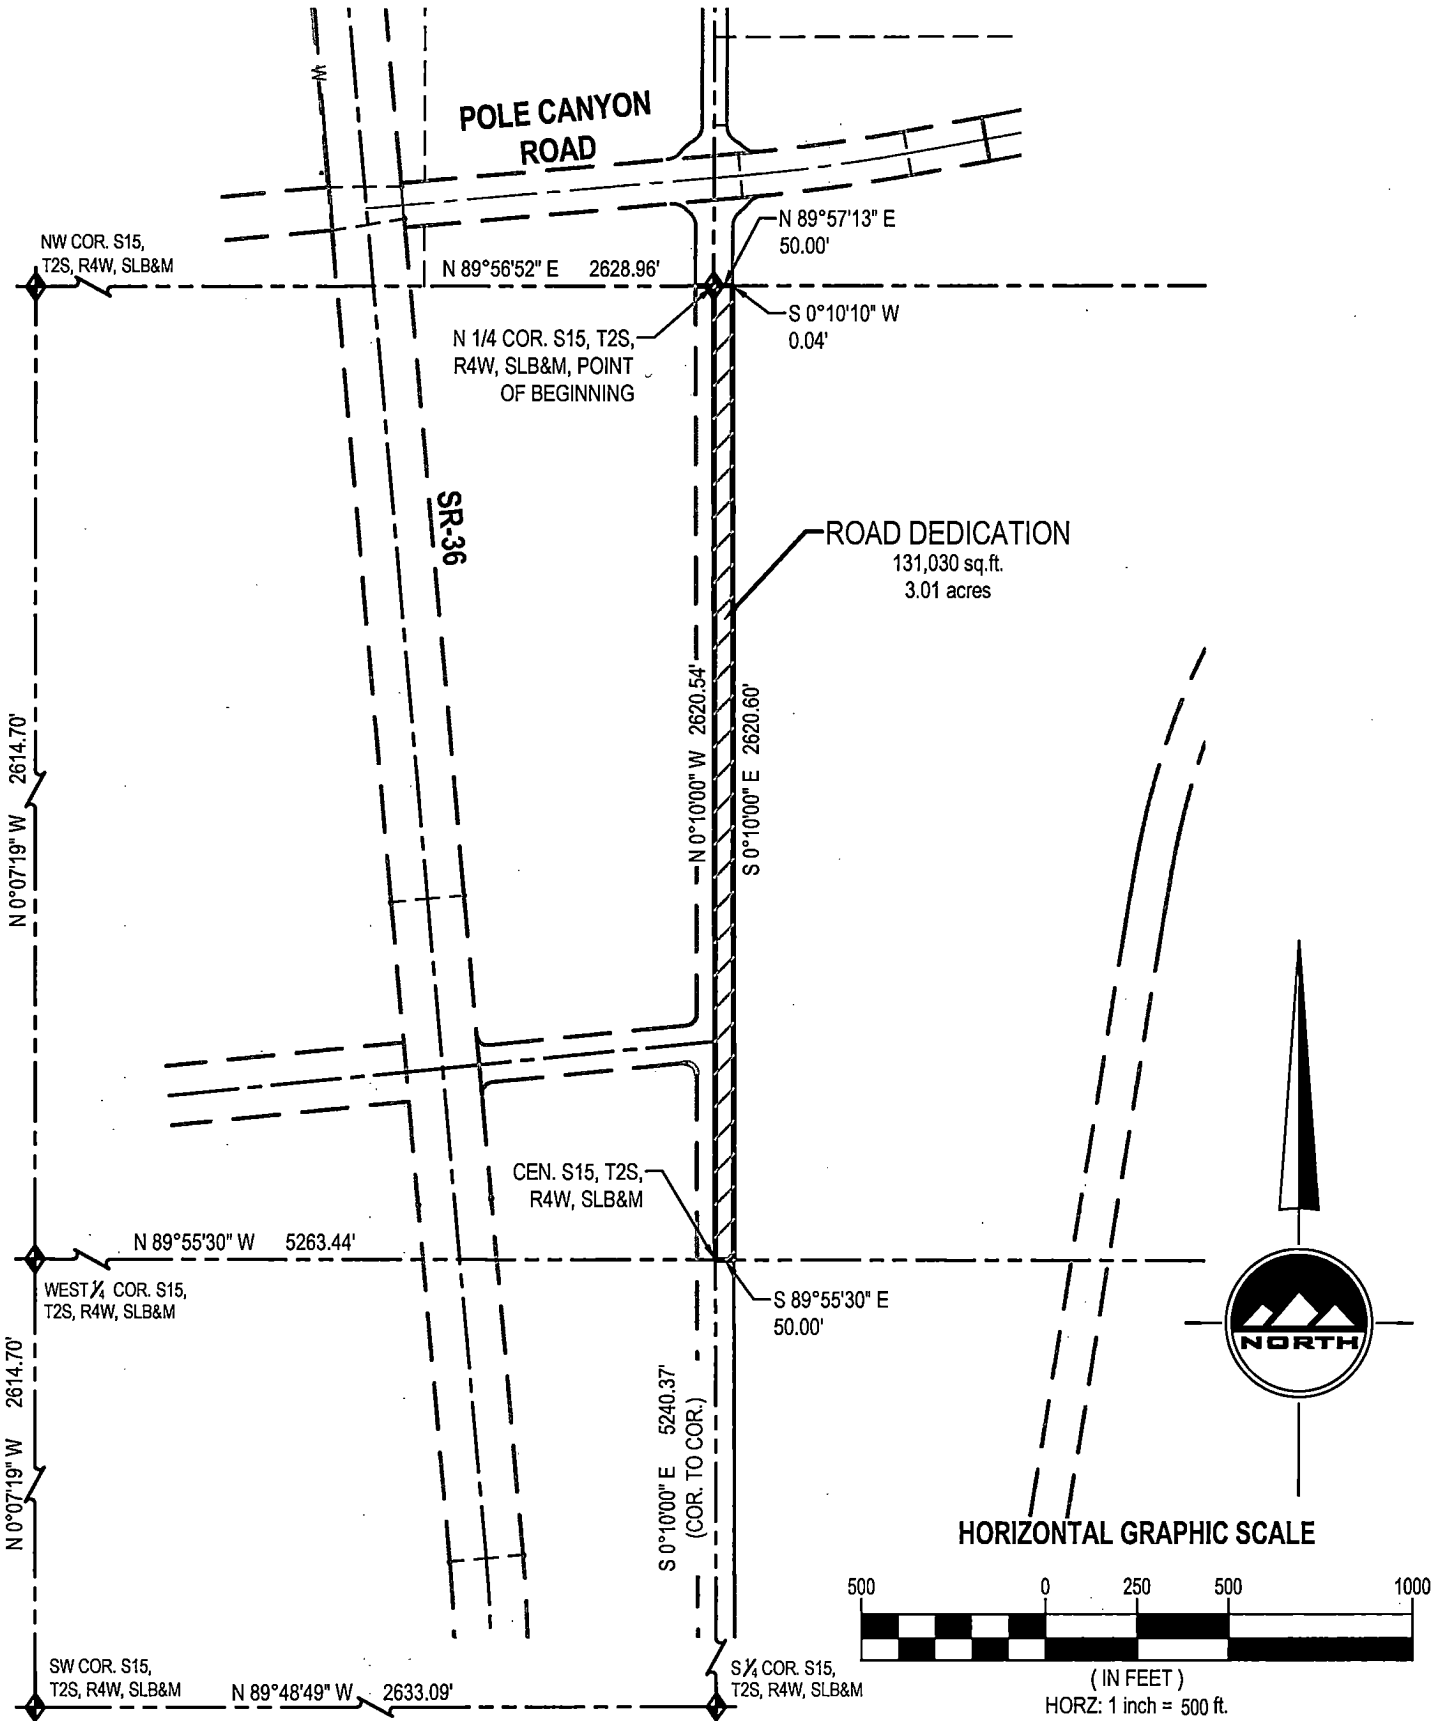 W
POLE CANYON
ROAD
N 89°57'13" E
50.00'
NW COR. S15,
T2S, R4W, SLB&M
N 89°56'52" E 2628.96'
S 0°10'10" W
0.04'
N 1/4 COR. S15, T2S,
R4W, SLB&M, POINT
OF BEGINNING
SR-36
ROAD DEDICATION
131,030 sq.ft.
3.01 acres
N 0°07'19" W 2614.70'
N 0°10'00" W 2620.54'
S 0°10'00" E 2620.60'
CEN. S15, T2S,
R4W, SLB&M
N 89°55'30" W 5263.44'
WEST 1/4 COR. S15,
T2S, R4W, SLB&M
S 89°55'30" E
50.00'
NORTH
N 0°07'19" W 2614.70'
S 0°10'00" E 5240.37'
(COR. TO COR.)
HORIZONTAL GRAPHIC SCALE
500 0 250 500 1000
( IN FEET )
HORZ: 1 inch = 500 ft.
SW COR. S15,
T2S, R4W, SLB&M
N 89°48'49" W 2633.09'
S 1/4 COR. S15,
T2S, R4W, SLB&M